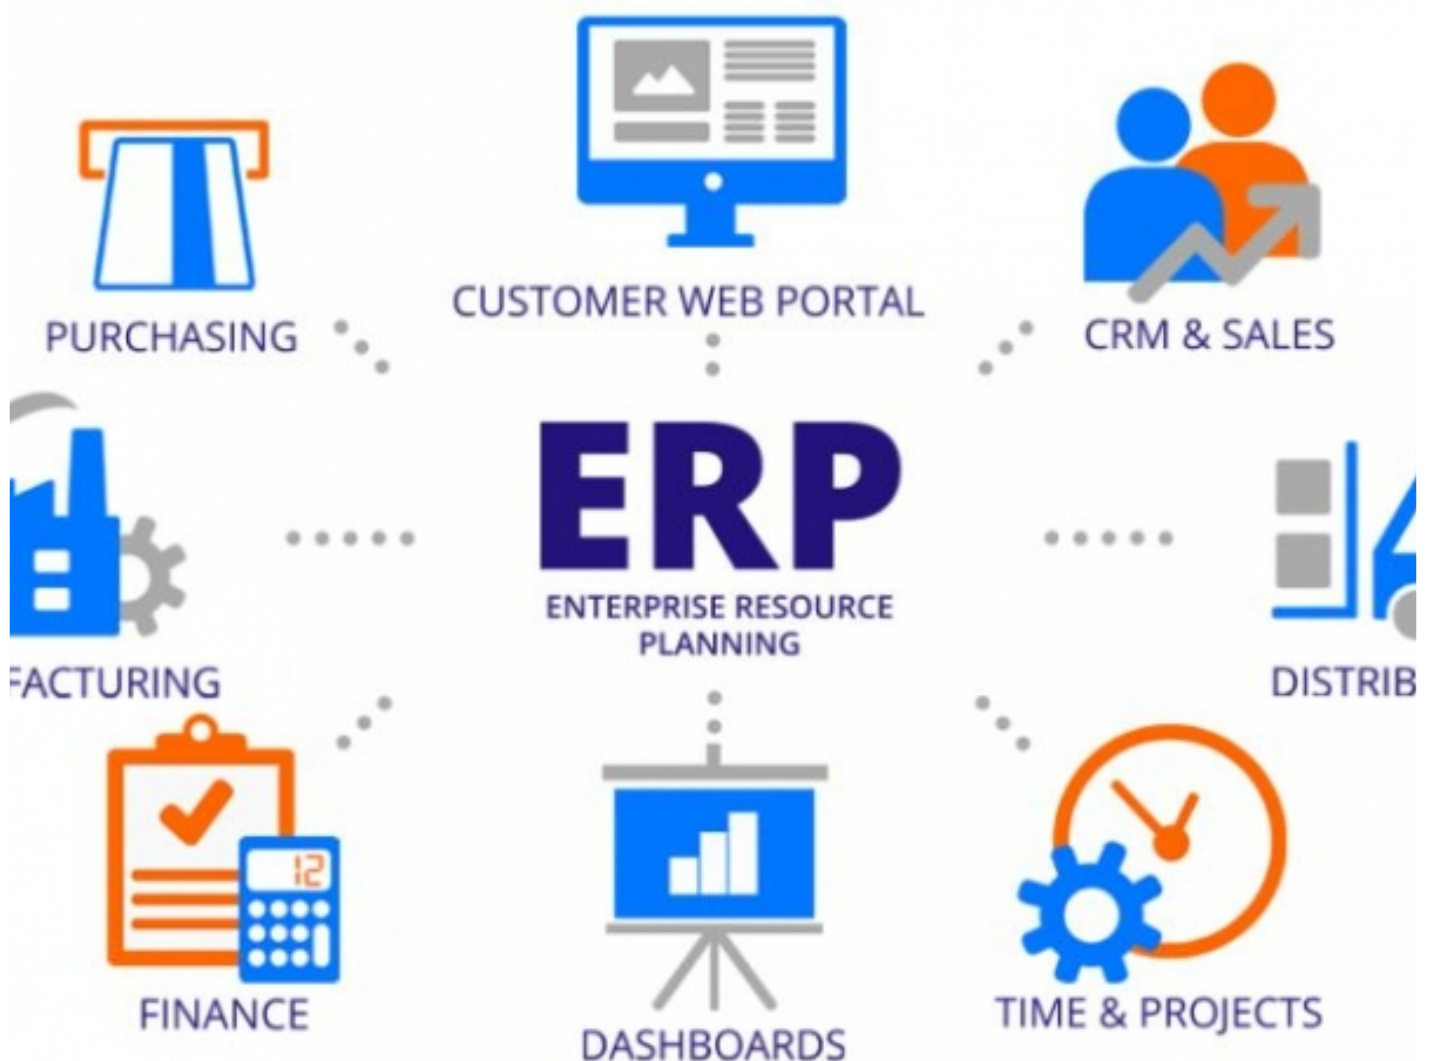 CUSTOMER WEB PORTAL
PURCHASING
CRM & SALES
ERP
ENTERPRISE RESOURCE
PLANNING
FACTURING
DISTRIB
12
FINANCE
TIME & PROJECTS
DASHBOARDS